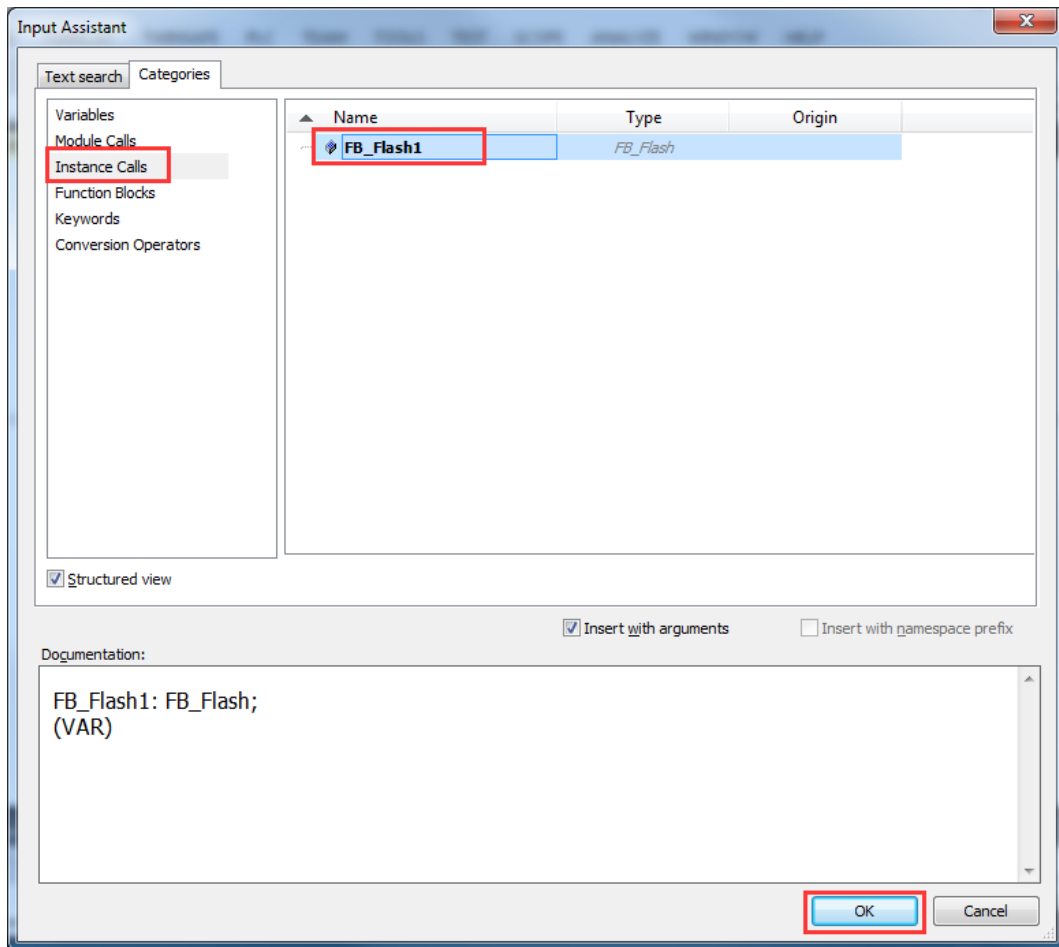 Input Assistant
Text search Categories
Variables
Module Calls
Instance Calls
Function Blocks
Keywords
Conversion Operators
Name Type Origin
FB_Flash1 FB_Flash
Structured view
Insert with arguments Insert with namespace prefix
Documentation:
FB_Flash1: FB_Flash;
(VAR)
OK Cancel